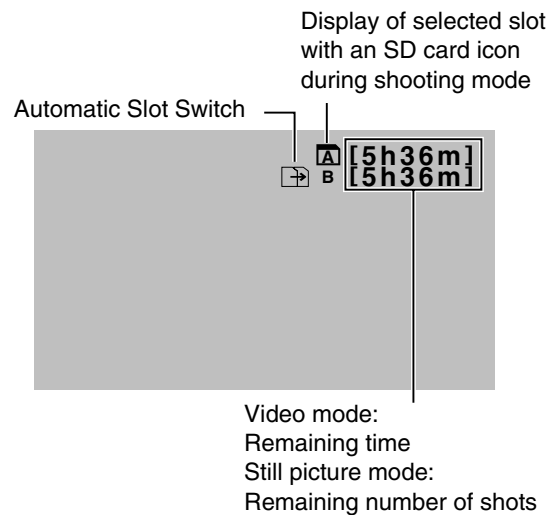 Display of selected slot
with an SD card icon
during shooting mode
Automatic Slot Switch
A [5h36m]
B [5h36m]
Video mode:
Remaining time
Still picture mode:
Remaining number of shots